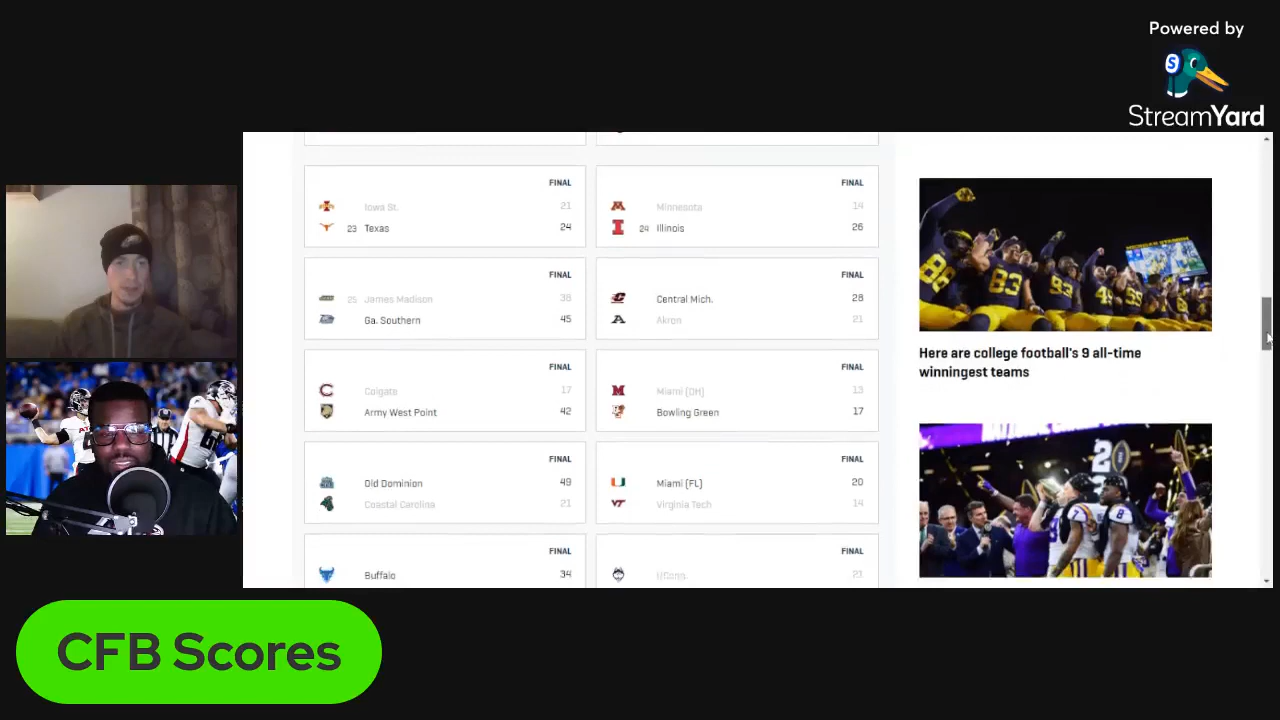 Powered by
StreamYard
FINAL
Iowa St. 21
23 Texas 24
FINAL
Minnesota 14
24 Illinois 26
FINAL
25 James Madison 38
Ga. Southern 45
FINAL
Central Mich. 28
Akron 21
FINAL
Colgate 17
Army West Point 42
FINAL
Miami (OH) 13
Bowling Green 17
FINAL
Old Dominion 49
Coastal Carolina 21
FINAL
Miami (FL) 20
Virginia Tech 14
FINAL
Buffalo 34
FINAL
UConn 21
Here are college football's 9 all-time
winningest teams
CFB Scores